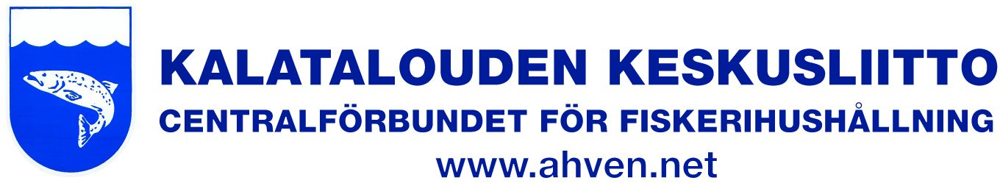 KALATALOUDEN KESKUSLIITTO
CENTRALFÖRBUNDET FÖR FISKERIHUSHÅLLNING
www.ahven.net